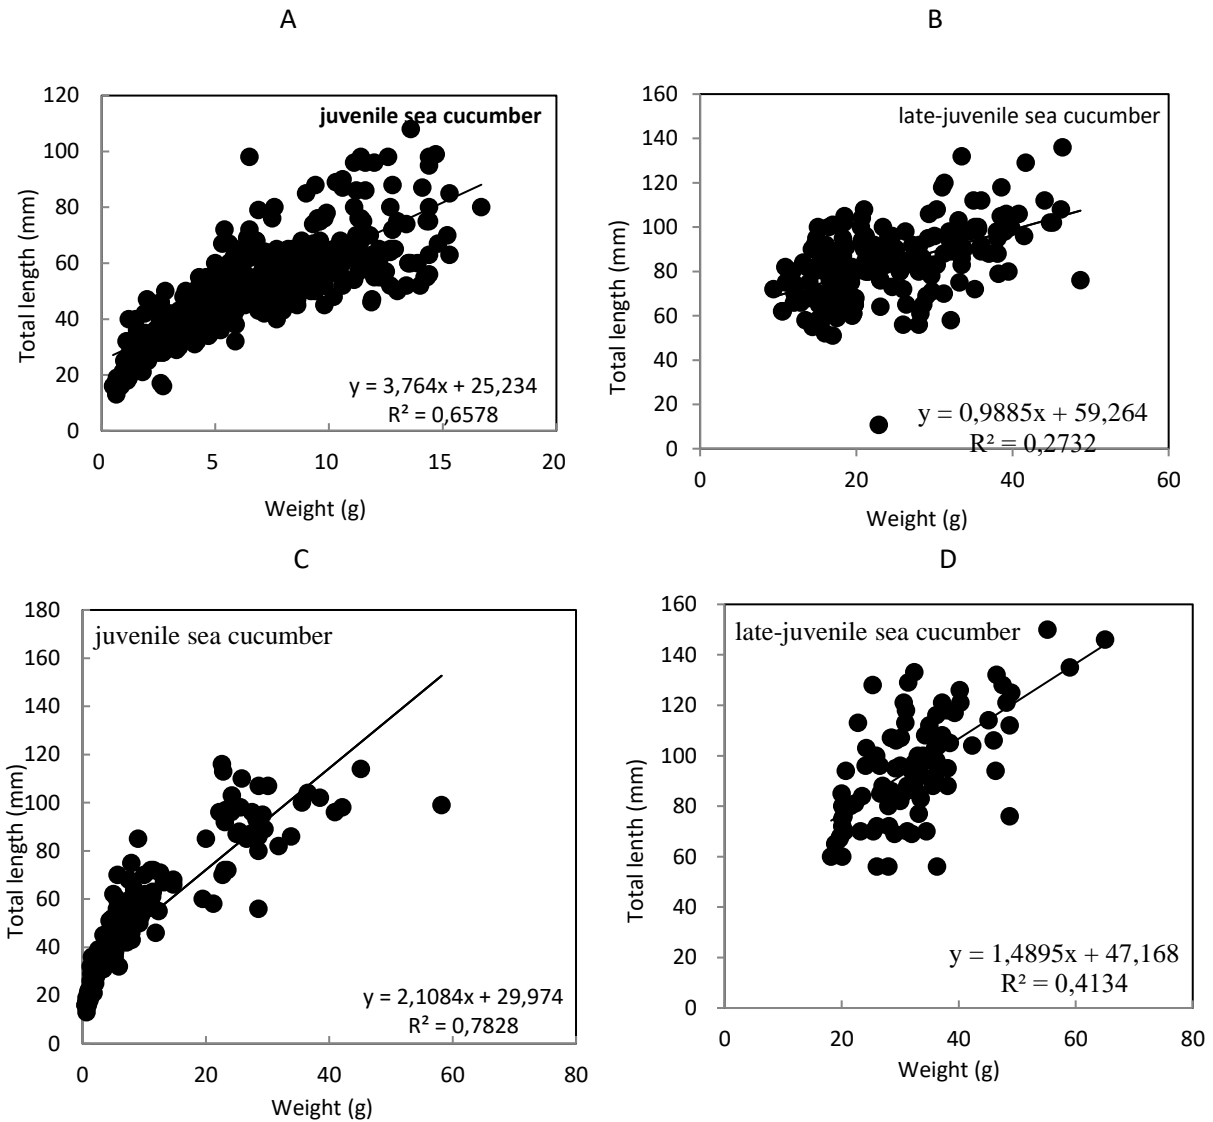 A
120
100
80
60
40
20
0
Total length (mm)
juvenile sea cucumber
y = 3,764x + 25,234
R² = 0,6578
0 5 10 15 20
Weight (g)
B
160
140
120
100
80
60
40
20
0
Total length (mm)
late-juvenile sea cucumber
y = 0,9885x + 59,264
R² = 0,2732
0 20 40 60
Weight (g)
C
180
160
140
120
100
80
60
40
20
0
Total length (mm)
juvenile sea cucumber
y = 2,1084x + 29,974
R² = 0,7828
0 20 40 60 80
Weight (g)
D
160
140
120
100
80
60
40
20
0
Total lenth (mm)
late-juvenile sea cucumber
y = 1,4895x + 47,168
R² = 0,4134
0 20 40 60 80
Weight (g)